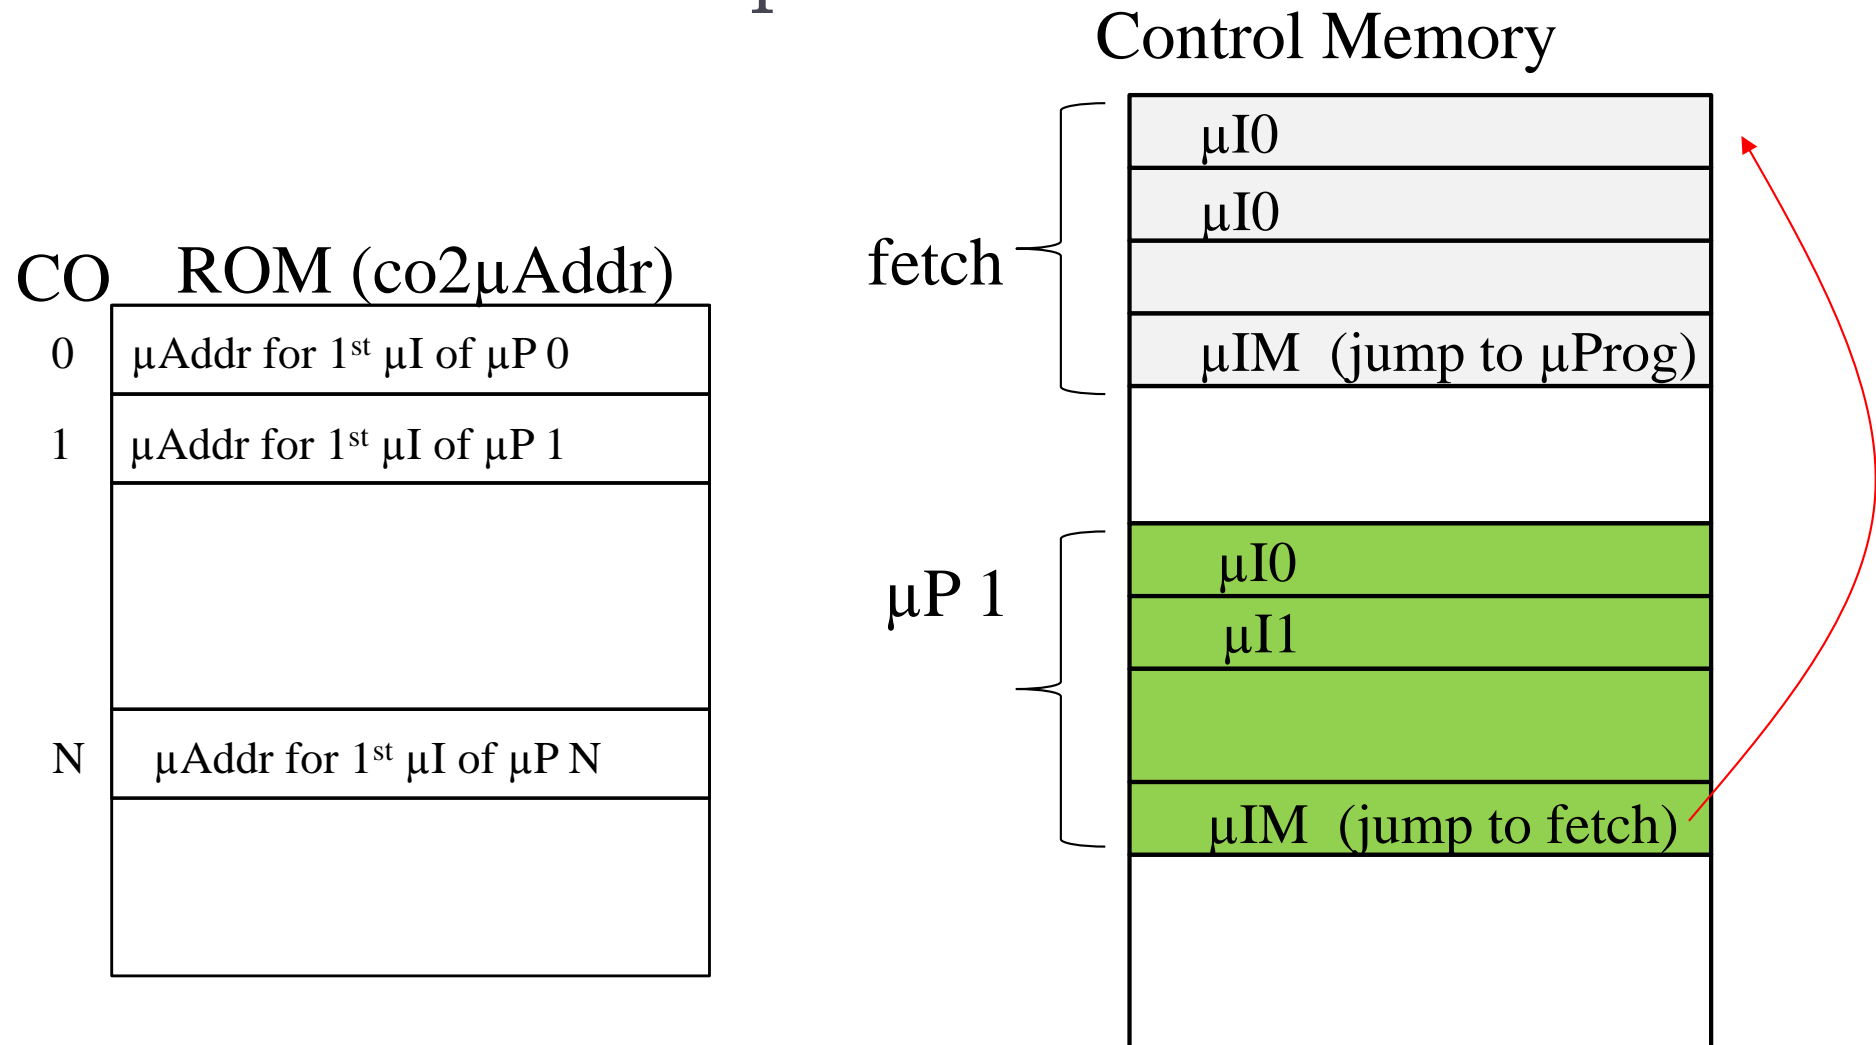 Control Memory
CO
ROM (co2µAddr)
0
µAddr for 1st µI of µP 0
1
µAddr for 1st µI of µP 1
N
µAddr for 1st µI of µP N
fetch
µI0
µI0
µIM (jump to µProg)
µP 1
µI0
µI1
µIM (jump to fetch)